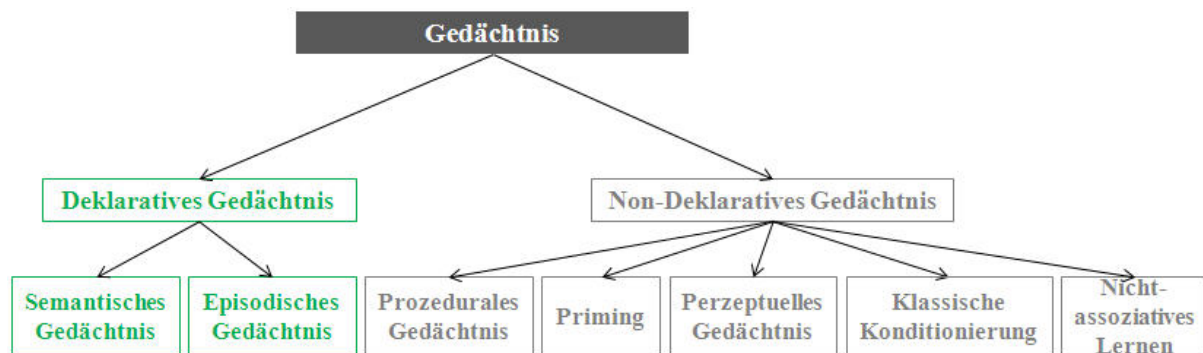 Gedächtnis
Deklaratives Gedächtnis
Non-Deklaratives Gedächtnis
Semantisches
Gedächtnis
Episodisches
Gedächtnis
Prozedurales
Gedächtnis
Priming
Perzeptuelles
Gedächtnis
Klassische
Konditionierung
Nicht-
assoziatives
Lernen